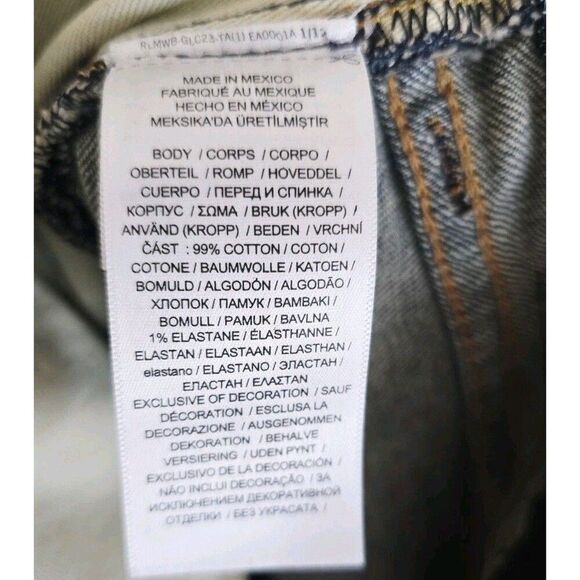 RLMWB-GLC23-TA(1) EA0001A 1/12
MADE IN MEXICO
FABRIQUÉ AU MEXIQUE
HECHO EN MÉXICO
MEKSIKA'DA ÜRETİLMİŞTİR
BODY / CORPS / CORPO /
OBERTEIL / ROMP / HOVEDDEL /
CUERPO / ПЕРЕД И СПИНКА /
КОРПУС / ΣΩΜΑ / BRUK (KROPP) /
ANVÄND (KROPP) / BEDEN / VRCHNÍ
ČÁST : 99% COTTON / COTON /
COTONE / BAUMWOLLE / KATOEN /
BOMULD / ALGODÓN / ALGODÃO /
ХЛОПОК / ПАМУК / ΒΑΜΒΑΚΙ /
BOMULL / PAMUK / BAVLNA
1% ELASTANE / ÉLASTHANNE /
ELASTAN / ELASTAAN / ELASTHAN /
elastano / ELASTANO / ЭЛАСТАН /
ЕЛАСТАН / ΕΛΑΣΤΑΝ
EXCLUSIVE OF DECORATION / SAUF
DÉCORATION / ESCLUSA LA
DECORAZIONE / AUSGENOMMEN
DEKORATION / BEHALVE
VERSIERING / UDEN PYNT /
EXCLUSIVO DE LA DECORACIÓN /
NÃO INCLUI DECORAÇÃO / ЗА
ИСКЛЮЧЕНИЕМ ДЕКОРАТИВНОЙ
ОТДЕЛКИ / БЕЗ УКРАСАТА /